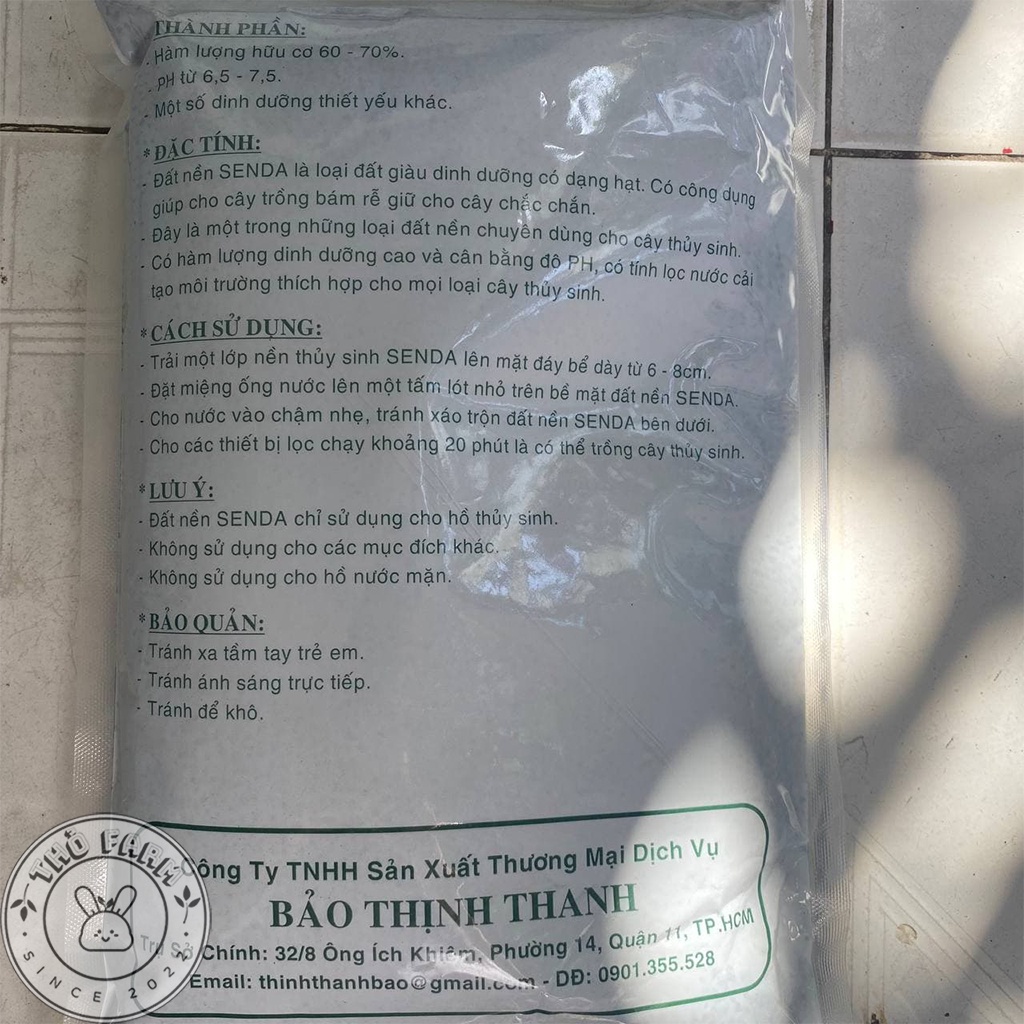 THÀNH PHẦN:
- Hàm lượng hữu cơ 60 - 70%.
- PH từ 6,5 - 7,5.
- Một số dinh dưỡng thiết yếu khác.
* ĐẶC TÍNH:
- Đất nền SENDA là loại đất giàu dinh dưỡng có dạng hạt. Có công dụng
giúp cho cây trồng bám rễ giữ cho cây chắc chắn.
- Đây là một trong những loại đất nền chuyên dùng cho cây thủy sinh.
- Có hàm lượng dinh dưỡng cao và cân bằng độ PH, có tính lọc nước cải
tạo môi trường thích hợp cho mọi loại cây thủy sinh.
* CÁCH SỬ DỤNG:
- Trải một lớp nền thủy sinh SENDA lên mặt đáy bể dày từ 6 - 8cm.
- Đặt miệng ống nước lên một tấm lót nhỏ trên bề mặt đất nền SENDA.
- Cho nước vào chậm nhẹ, tránh xáo trộn đất nền SENDA bên dưới.
- Cho các thiết bị lọc chạy khoảng 20 phút là có thể trồng cây thủy sinh.
* LƯU Ý:
- Đất nền SENDA chỉ sử dụng cho hồ thủy sinh.
- Không sử dụng cho các mục đích khác.
- Không sử dụng cho hồ nước mặn.
* BẢO QUẢN:
- Tránh xa tầm tay trẻ em.
- Tránh ánh sáng trực tiếp.
- Tránh để khô.
Công Ty TNHH Sản Xuất Thương Mại Dịch Vụ
BẢO THỊNH THANH
Trụ Sở Chính: 32/8 Ông Ích Khiêm, Phường 14, Quận 11, TP.HCM
Email: thinhthanhbao@gmail.com - DĐ: 0901.355.528
THỎ FARM
SINCE 2022